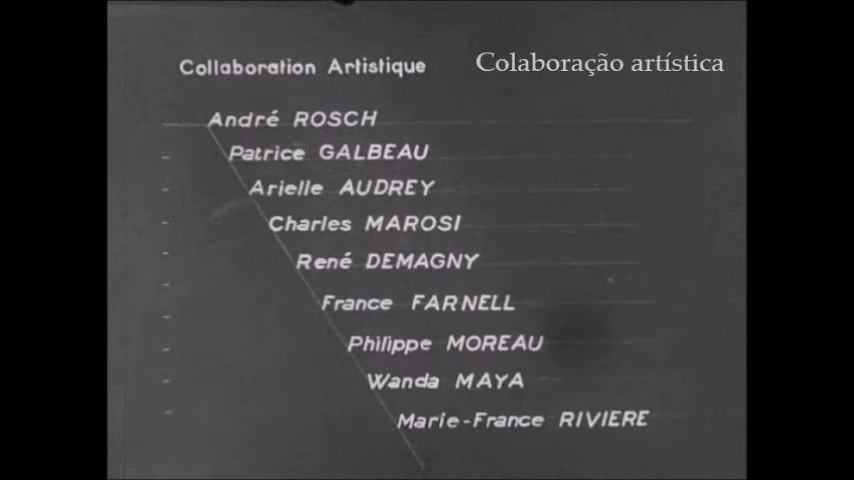 Collaboration Artistique
Colaboração artística
André ROSCH
Patrice GALBEAU
Arielle AUDREY
Charles MAROSI
René DEMAGNY
France FARNELL
Philippe MOREAU
Wanda MAYA
Marie-France RIVIERE